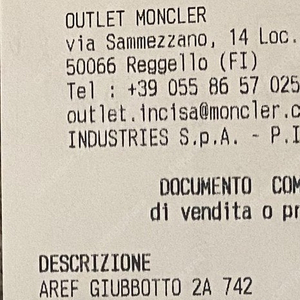 OUTLET MONCLER
via Sammezzano, 14 Loc.
50066 Reggello (FI)
Tel : +39 055 86 57 025
outlet.incisa@moncler.c
INDUSTRIES S.p.A. - P.I
DOCUMENTO COM
di vendita o pr
DESCRIZIONE
AREF GIUBBOTTO 2A 742